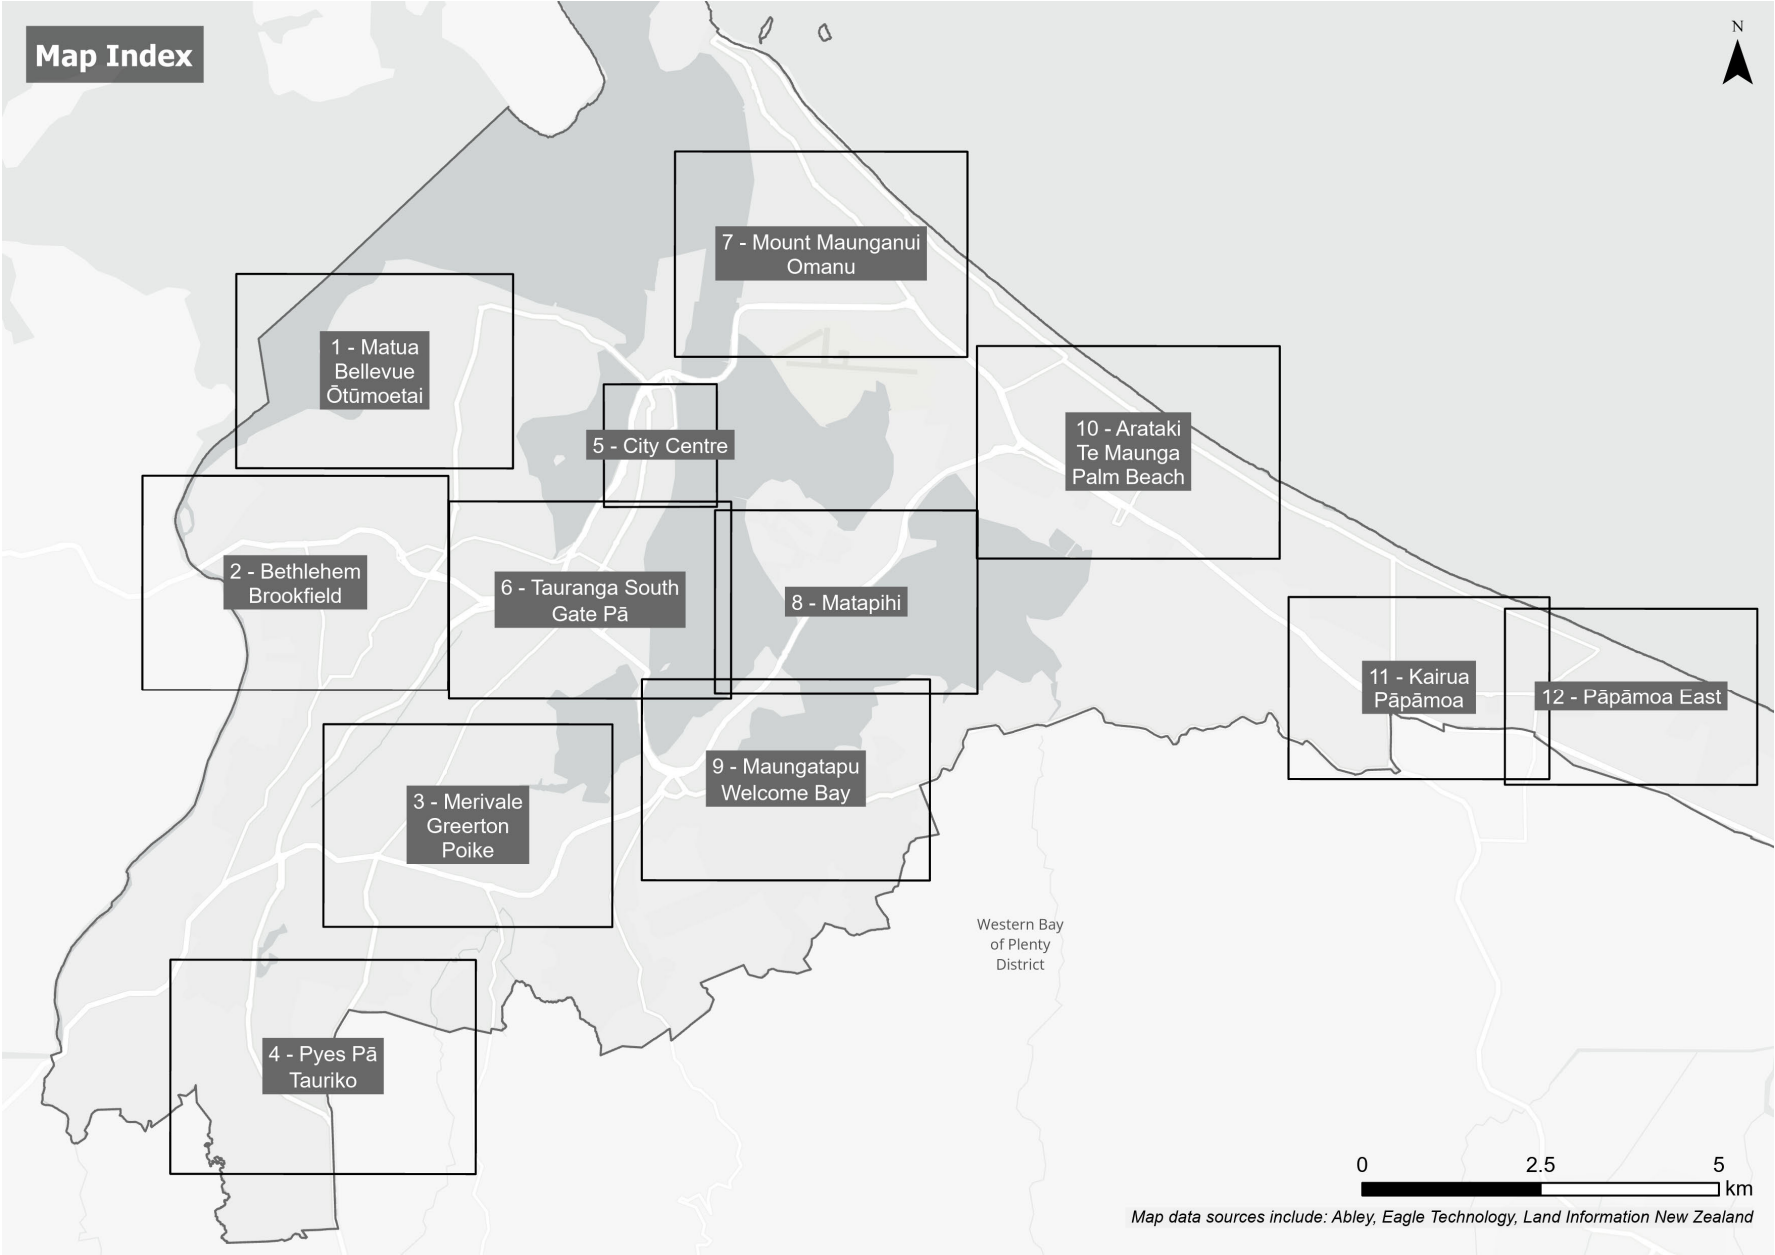 Map Index
N
7 - Mount Maunganui
Omanu
1 - Matua
Bellevue
Ōtūmoetai
5 - City Centre
10 - Arataki
Te Maunga
Palm Beach
2 - Bethlehem
Brookfield
6 - Tauranga South
Gate Pā
8 - Matapihi
11 - Kairua
Pāpāmoa
12 - Pāpāmoa East
9 - Maungatapu
Welcome Bay
3 - Merivale
Greerton
Poike
Western Bay
of Plenty
District
4 - Pyes Pā
Tauriko
0 2.5 5
km
Map data sources include: Abley, Eagle Technology, Land Information New Zealand